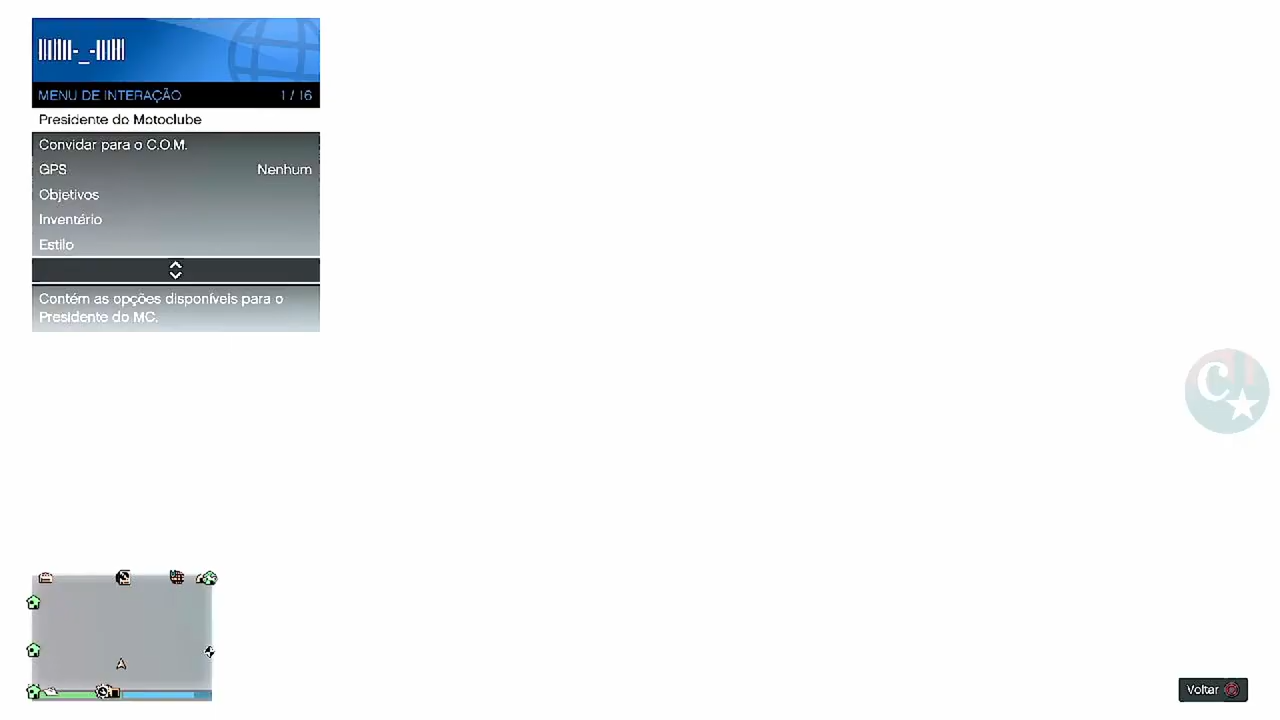 MENU DE INTERAÇÃO 1 / 16
Presidente do Motoclube
Convidar para o C.O.M.
GPS Nenhum
Objetivos
Inventário
Estilo
Contém as opções disponíveis para o
Presidente do MC.
C
Voltar